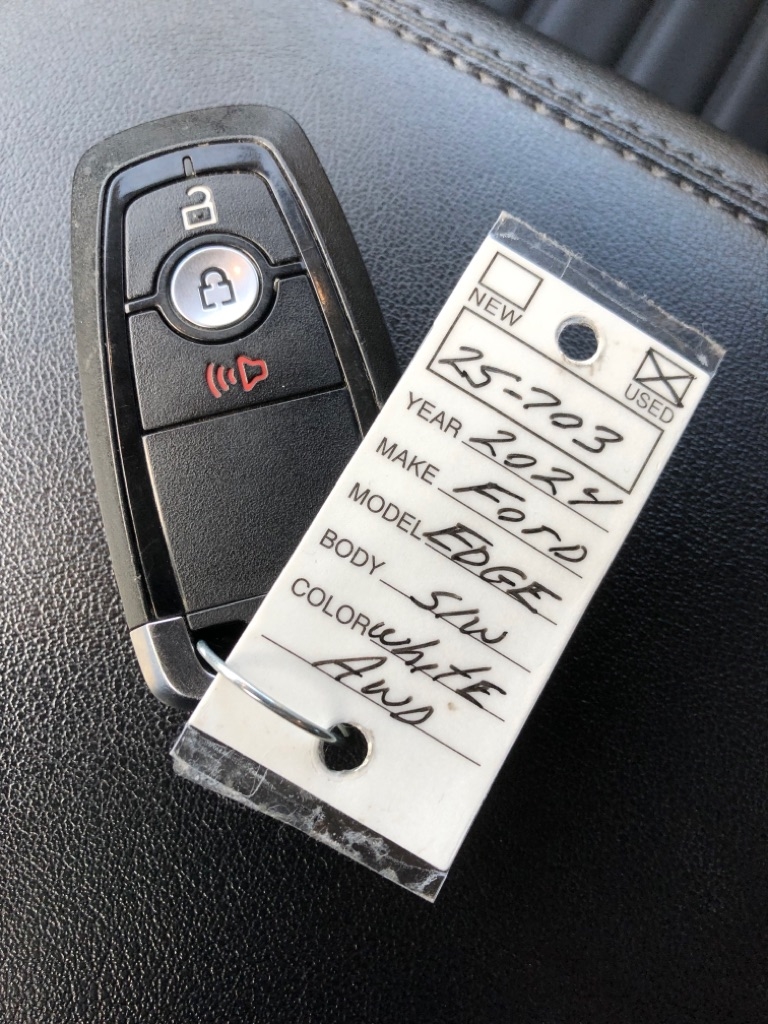 NEW
USED
25-703
YEAR 2024
MAKE FORD
MODEL EDGE
BODY S/W
COLOR WhITE
AWD